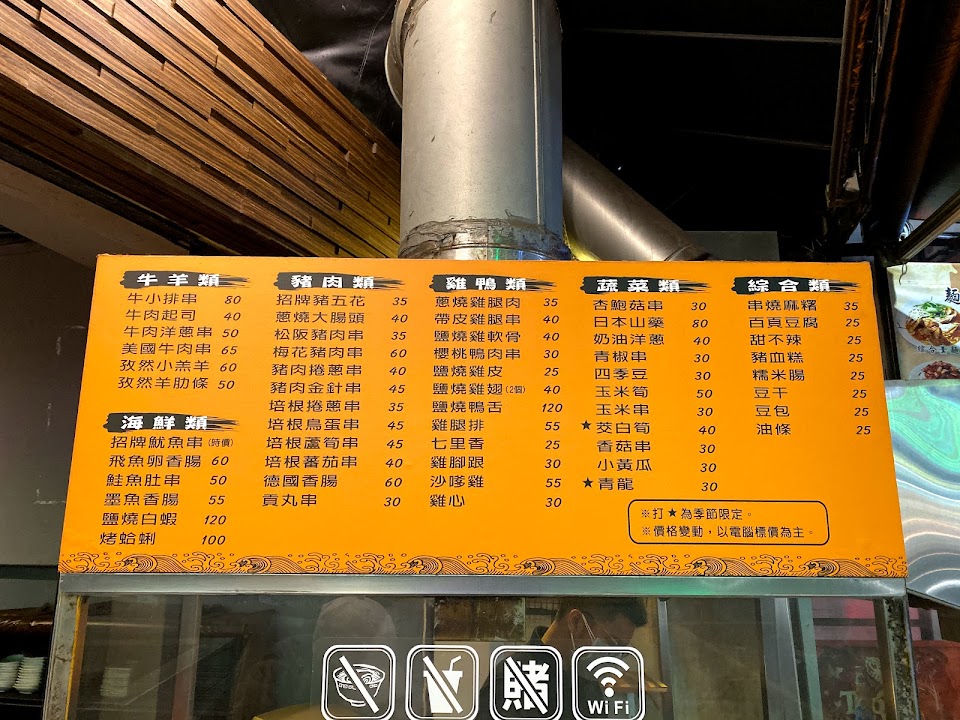 牛羊類
牛小排串 80
牛肉起司 40
牛肉洋蔥串 50
美國牛肉串 65
孜然小羔羊 60
孜然羊肋條 50
海鮮類
招牌魷魚串(時價)
飛魚卵香腸 60
鮭魚肚串 50
墨魚香腸 55
鹽燒白蝦 120
烤蛤蜊 100
豬肉類
招牌豬五花 35
蔥燒大腸頭 40
松阪豬肉串 35
梅花豬肉串 60
豬肉捲蔥串 40
豬肉金針串 45
培根捲蔥串 35
培根鳥蛋串 45
培根蘆筍串 45
培根蕃茄串 40
德國香腸 60
貢丸串 30
雞鴨類
蔥燒雞腿肉 35
帶皮雞腿串 40
鹽燒雞軟骨 40
櫻桃鴨肉串 30
鹽燒雞皮 25
鹽燒雞翅(2個) 40
鹽燒鴨舌 120
雞腿排 55
七里香 25
雞腳跟 30
沙嗲雞 55
雞心 30
蔬菜類
杏鮑菇串 30
日本山藥 80
奶油洋蔥 40
青椒串 30
四季豆 30
玉米筍 50
玉米串 30
★茭白筍 40
香菇串 30
小黃瓜 30
★青龍 30
綜合類
串燒麻糬 35
百頁豆腐 25
甜不辣 25
豬血糕 25
糯米腸 25
豆干 25
豆包 25
油條 25
※打★為季節限定。
※價格變動，以電腦標價為主。
賭
WiFi